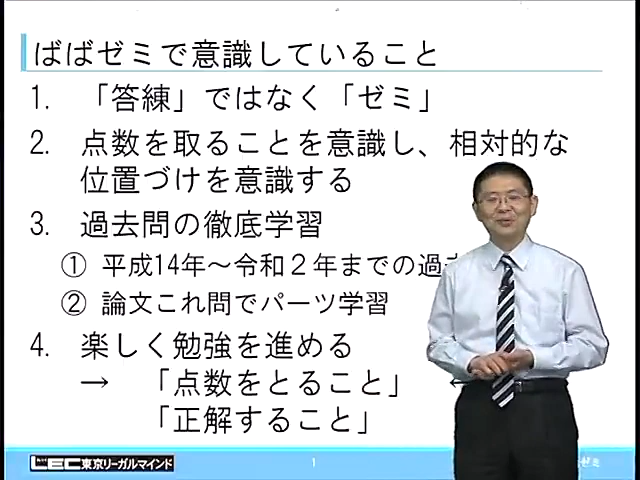 ばばゼミで意識していること
1. 「答練」ではなく「ゼミ」
2. 点数を取ることを意識し、相対的な
位置づけを意識する
3. 過去問の徹底学習
① 平成14年～令和２年までの過去
② 論文これ問でパーツ学習
4. 楽しく勉強を進める
→ 「点数をとること」 ←
「正解すること」
LEC東京リーガルマインド
1
ゼミ